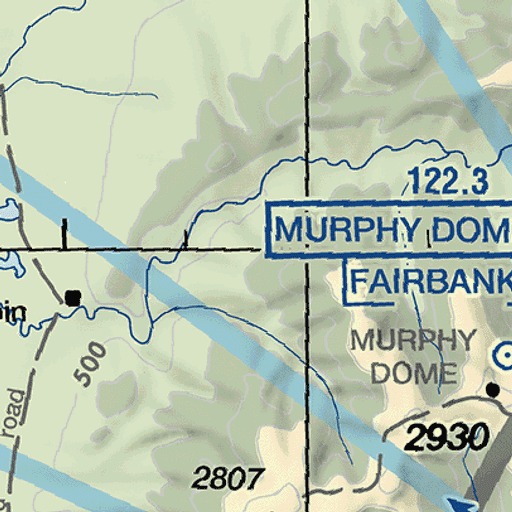 122.3
MURPHY DOM
FAIRBANK
MURPHY
DOME
500
road
2930
2807